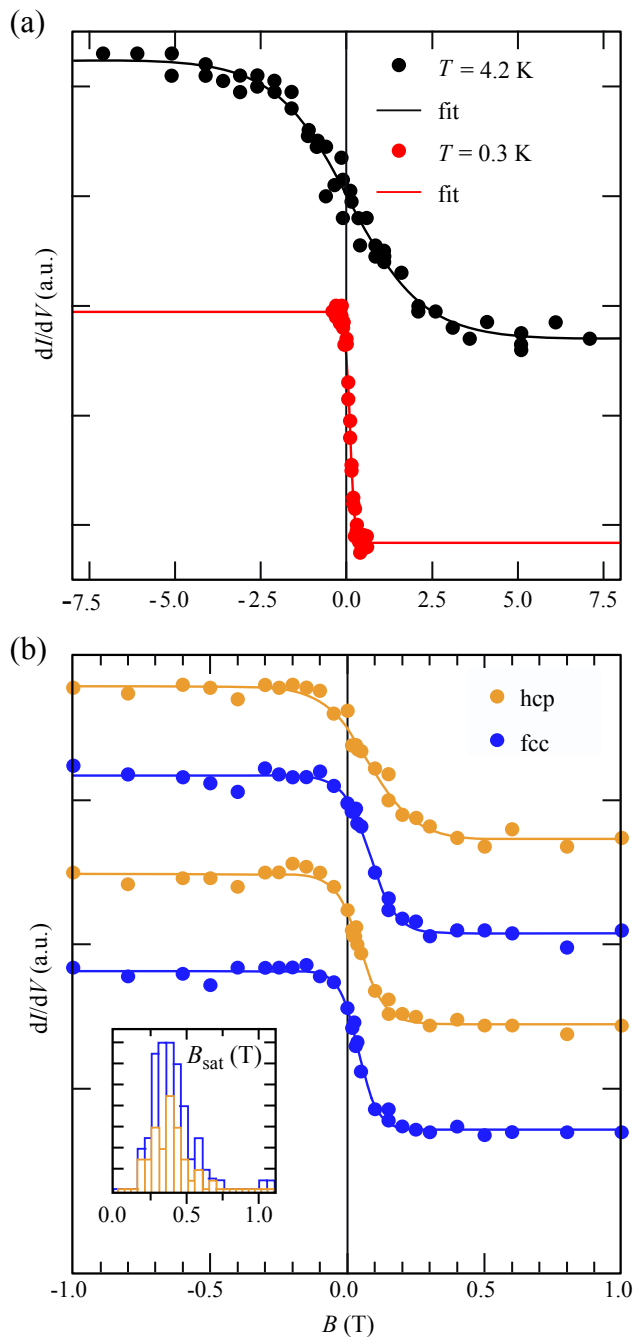 (a)
T = 4.2 K
fit
T = 0.3 K
fit
dI/dV (a.u.)
-7.5 -5.0 -2.5 0.0 2.5 5.0 7.5
(b)
hcp
fcc
dI/dV (a.u.)
Bsat (T)
0.0 0.5 1.0
-1.0 -0.5 0.0 0.5 1.0
B (T)